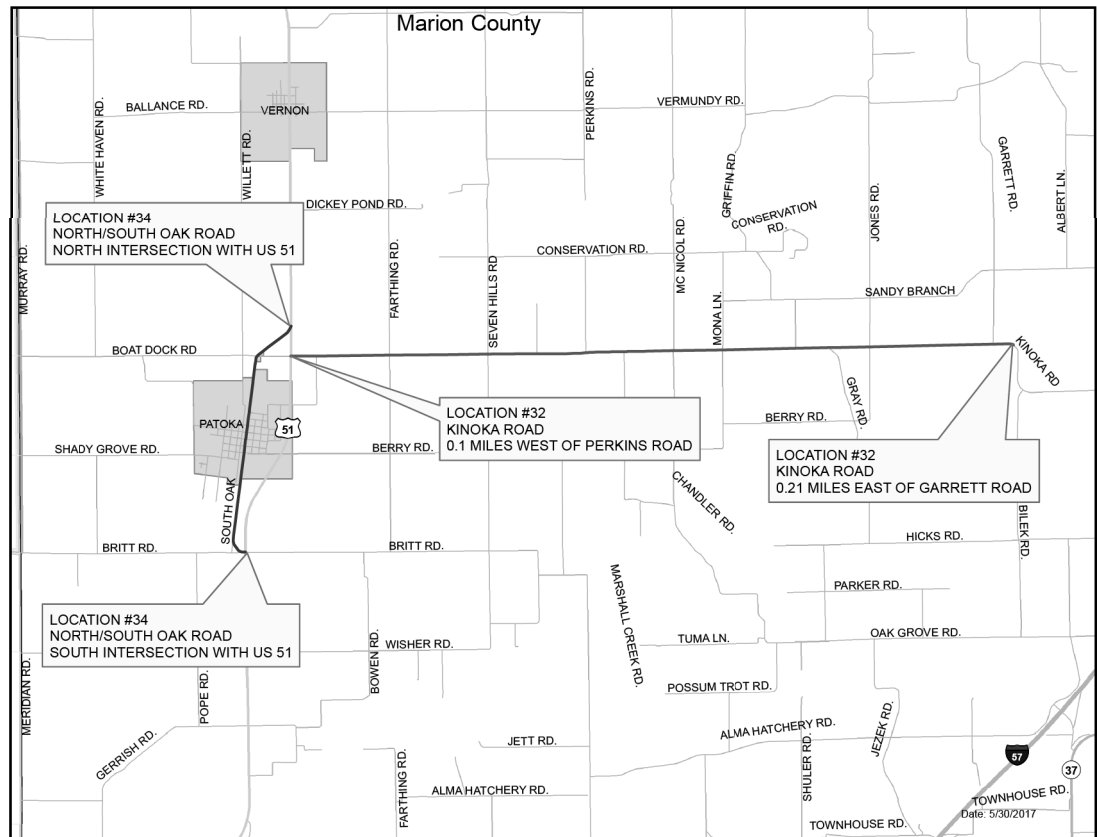 Marion County
PERKINS RD.
VERMUNDY RD.
BALLANCE RD.
VERNON
WHITE HAVEN RD.
WILLETT RD.
GRIFFIN RD.
GARRETT RD.
ALBERT LN.
JONES RD.
DICKEY POND RD.
CONSERVATION
RD.
LOCATION #34
NORTH/SOUTH OAK ROAD
NORTH INTERSECTION WITH US 51
MURRAY RD.
FARTHING RD.
SEVEN HILLS RD
CONSERVATION RD.
MC NICOL RD.
MONA LN.
SANDY BRANCH
BOAT DOCK RD
KINOKA RD
GRAY RD.
PATOKA
51
LOCATION #32
KINOKA ROAD
0.1 MILES WEST OF PERKINS ROAD
BERRY RD.
SHADY GROVE RD.
BERRY RD.
LOCATION #32
KINOKA ROAD
0.21 MILES EAST OF GARRETT ROAD
SOUTH OAK
CHANDLER RD.
BILEK RD.
BRITT RD.
BRITT RD.
HICKS RD.
MARSHALL CREEK RD.
PARKER RD.
LOCATION #34
NORTH/SOUTH OAK ROAD
SOUTH INTERSECTION WITH US 51
WISHER RD.
TUMA LN.
OAK GROVE RD.
BOWEN RD.
MERIDIAN RD.
POPE RD.
POSSUM TROT RD.
JEZEK RD.
ALMA HATCHERY RD.
GERRISH RD.
JETT RD.
SHULER RD.
57
37
FARTHING RD.
ALMA HATCHERY RD.
TOWNHOUSE RD.
Date: 5/30/2017
TOWNHOUSE RD.